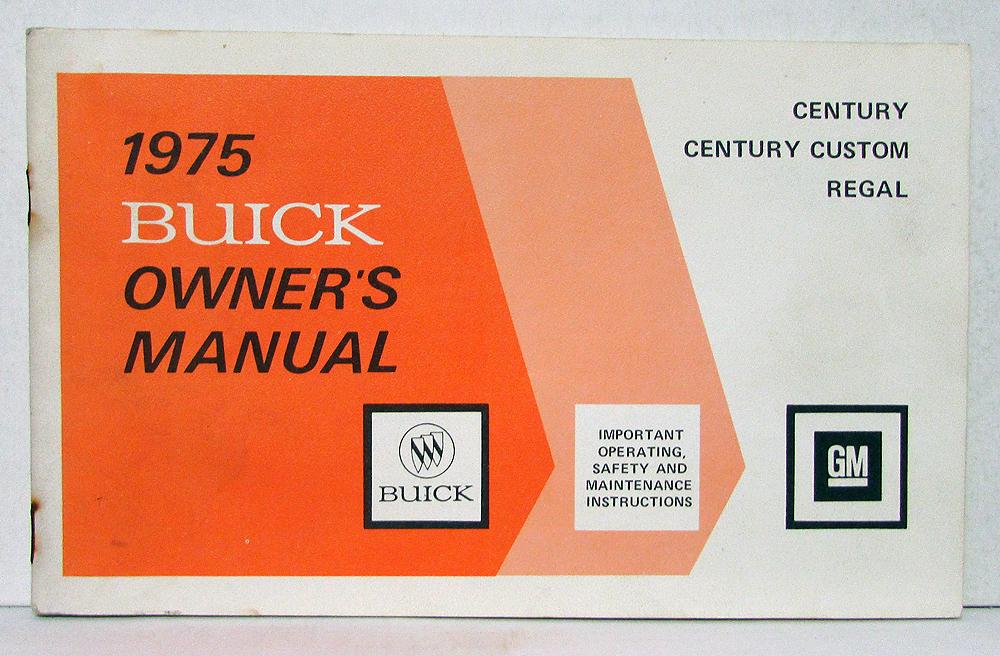 1975
BUICK
OWNER'S
MANUAL
CENTURY
CENTURY CUSTOM
REGAL
BUICK
IMPORTANT
OPERATING,
SAFETY AND
MAINTENANCE
INSTRUCTIONS
GM